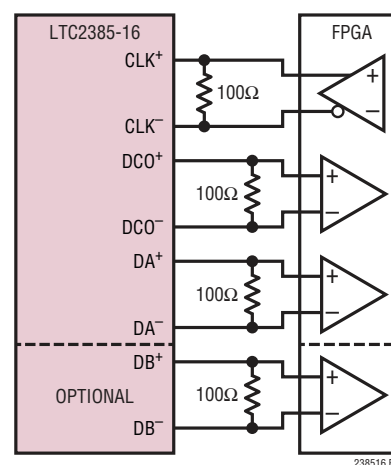 LTC2385-16 FPGA
CLK+
+
100Ω
CLK− −
DCO+
+
100Ω
DCO− −
DA+
+
100Ω
DA− −
DB+
+
OPTIONAL 100Ω
DB− −